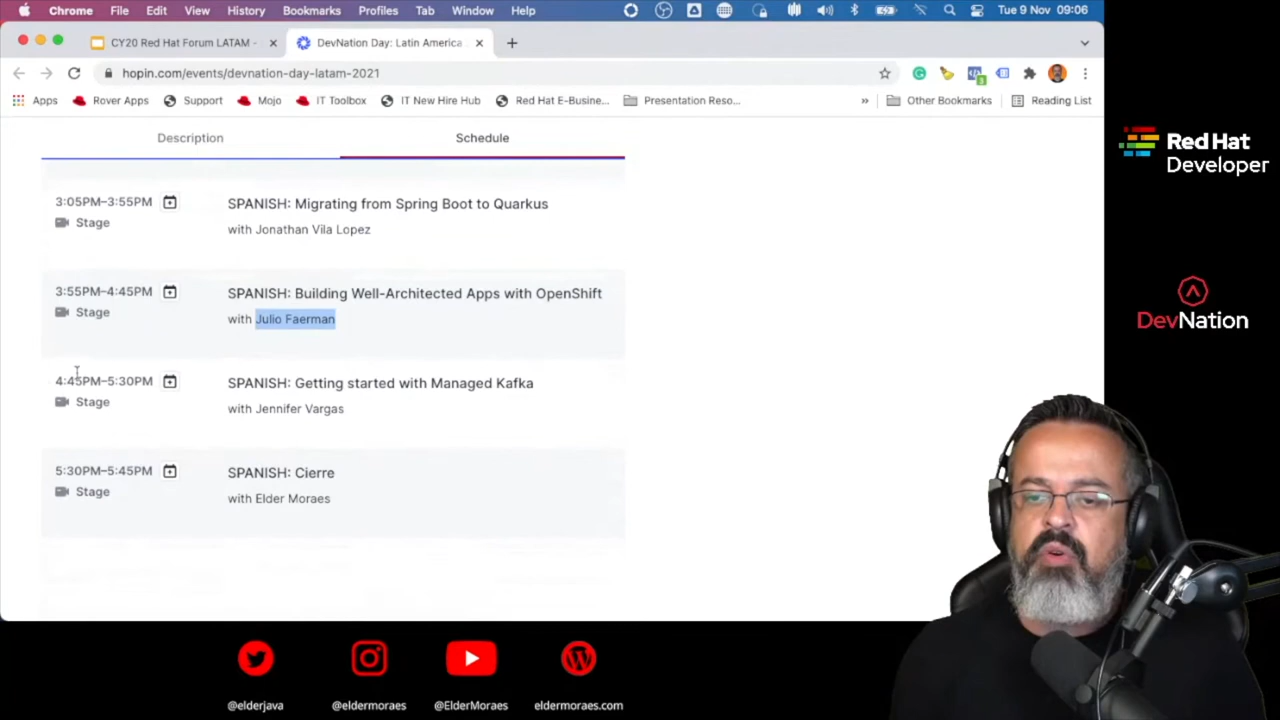 Chrome File Edit View History Bookmarks Profiles Tab Window Help Tue 9 Nov 09:06
CY20 Red Hat Forum LATAM - DevNation Day: Latin America
hopin.com/events/devnation-day-latam-2021
Apps Rover Apps Support Mojo IT Toolbox IT New Hire Hub Red Hat E-Busine... Presentation Reso... » Other Bookmarks Reading List
Description Schedule
3:05PM–3:55PM SPANISH: Migrating from Spring Boot to Quarkus
Stage with Jonathan Vila Lopez
3:55PM–4:45PM SPANISH: Building Well-Architected Apps with OpenShift
Stage with Julio Faerman
4:45PM–5:30PM SPANISH: Getting started with Managed Kafka
Stage with Jennifer Vargas
5:30PM–5:45PM SPANISH: Cierre
Stage with Elder Moraes
Red Hat
Developer
DevNation
@elderjava @eldermoraes @ElderMoraes eldermoraes.com